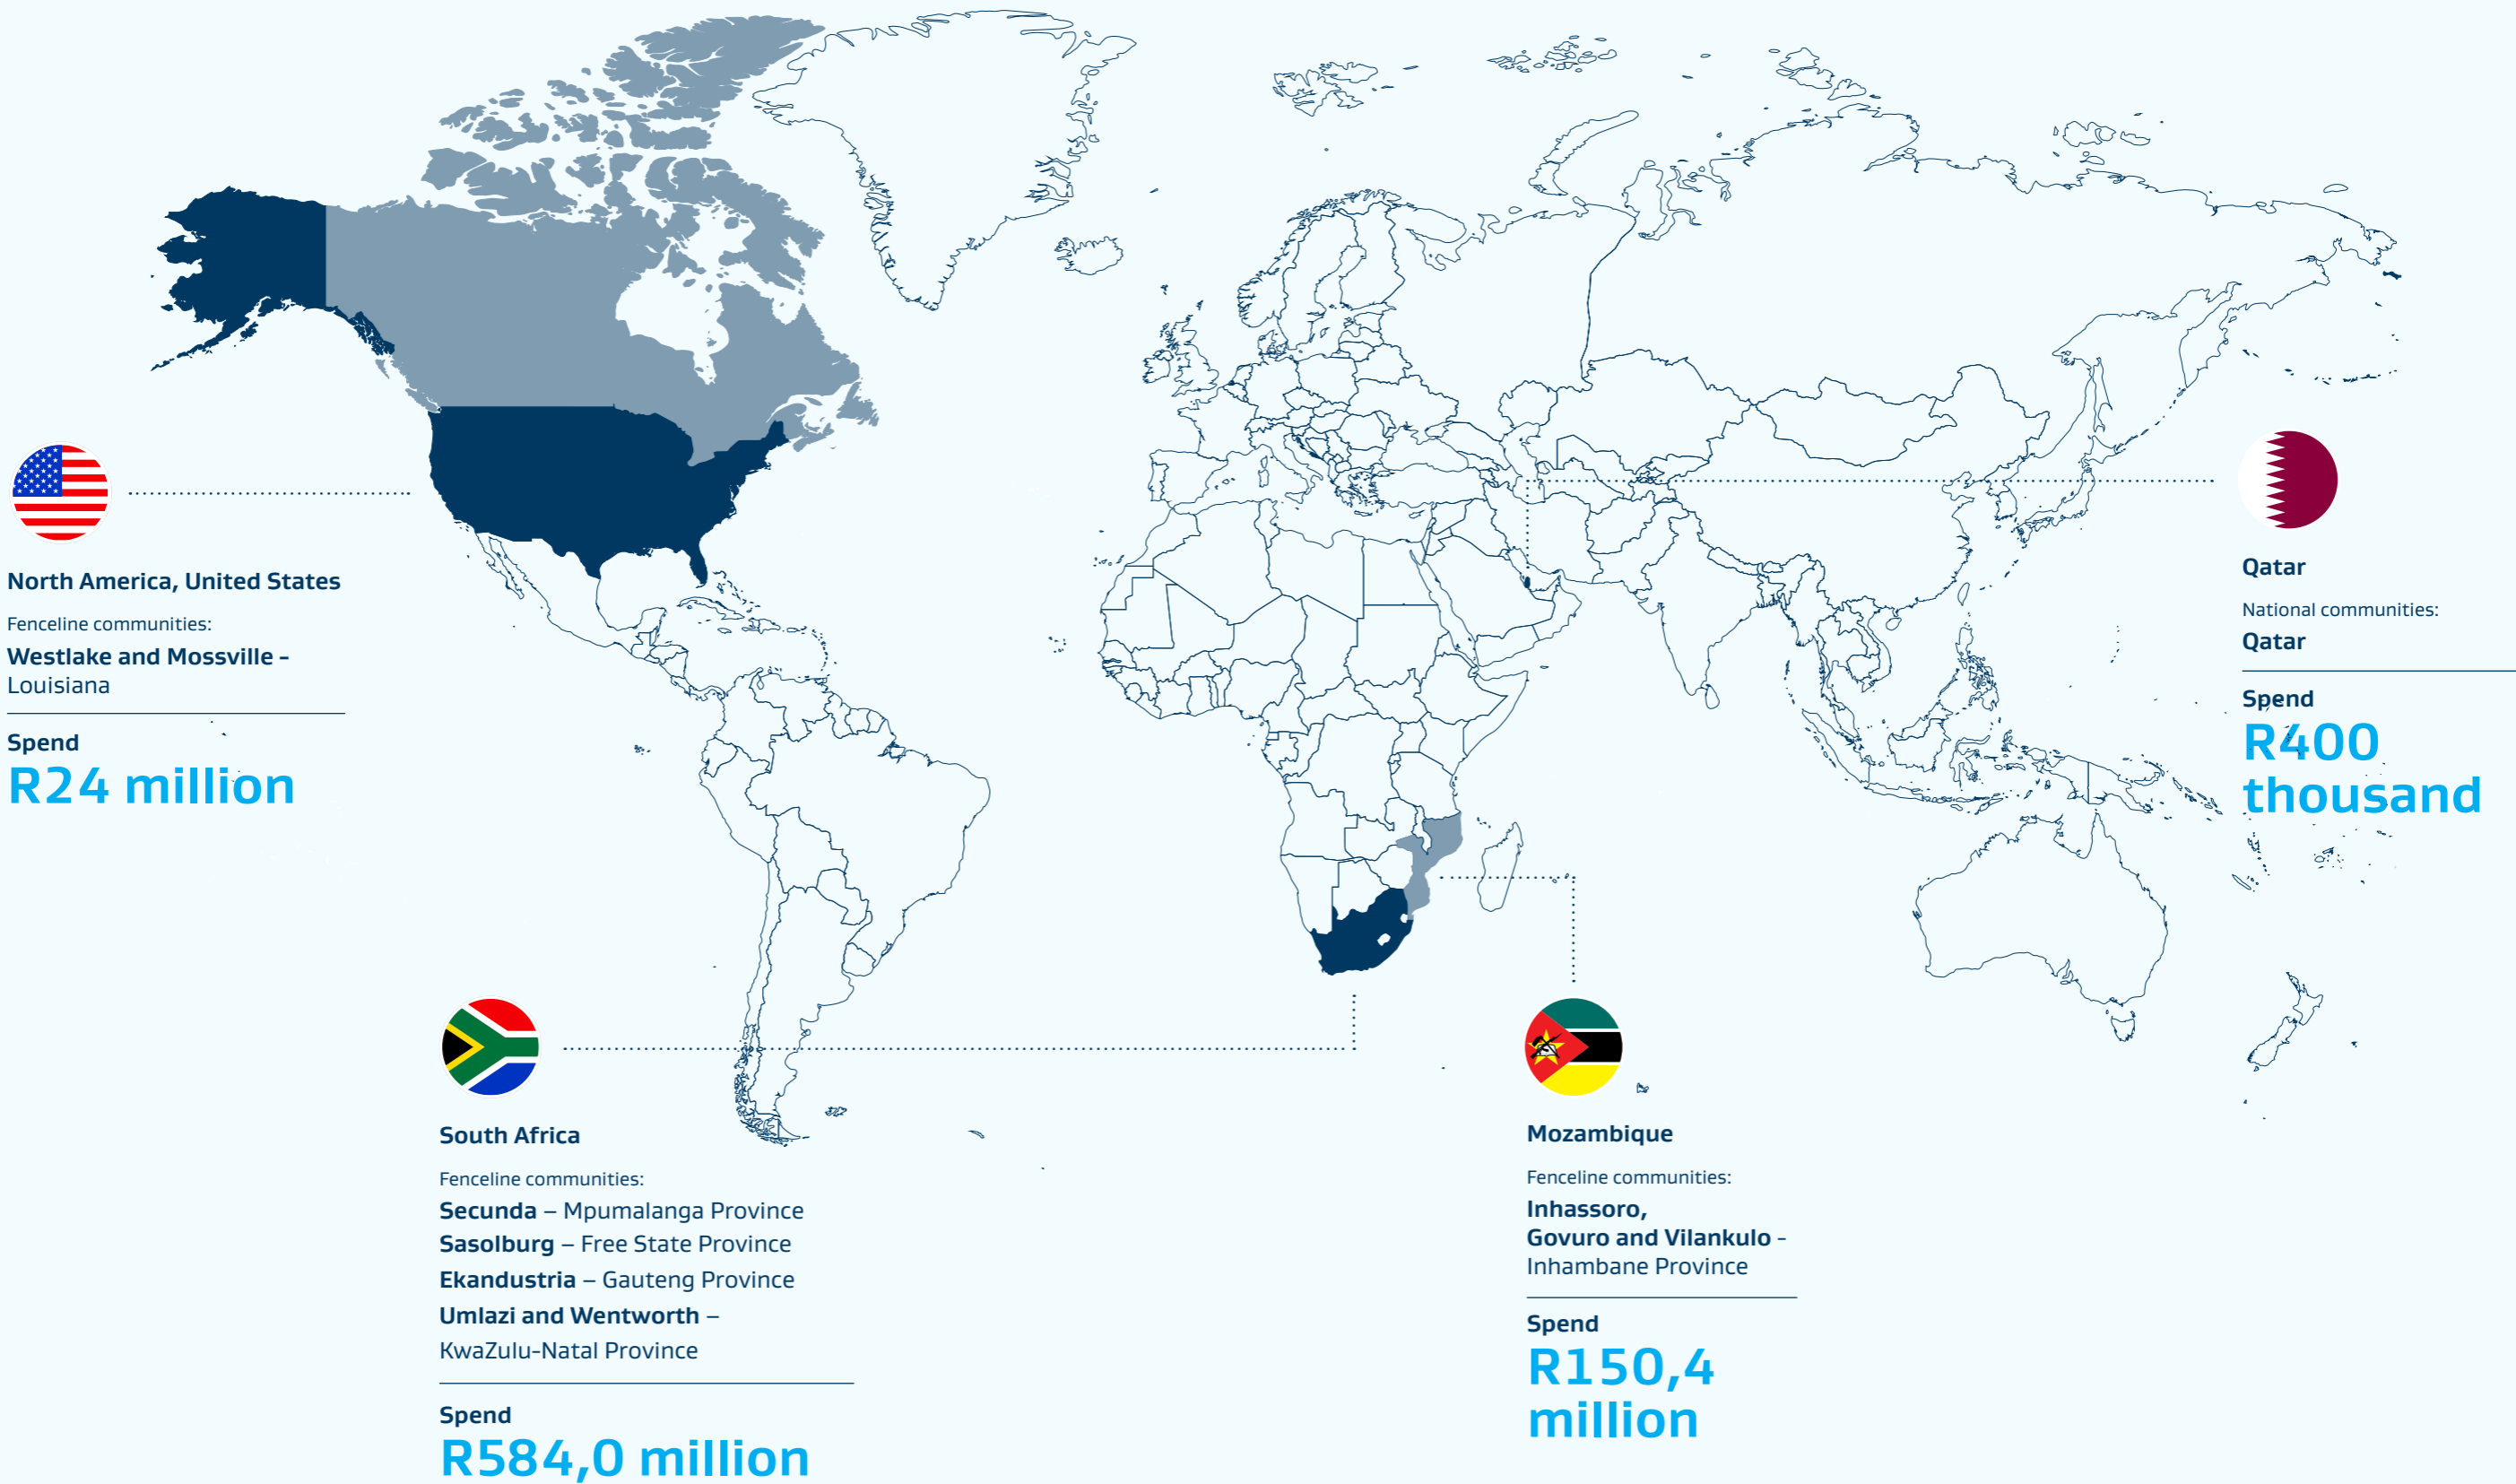 North America, United States
Fenceline communities:
Westlake and Mossville –
Louisiana
Spend
R24 million
Qatar
National communities:
Qatar
Spend
R400
thousand
South Africa
Fenceline communities:
Secunda – Mpumalanga Province
Sasolburg – Free State Province
Ekandustria – Gauteng Province
Umlazi and Wentworth –
KwaZulu-Natal Province
Spend
R584,0 million
Mozambique
Fenceline communities:
Inhassoro,
Govuro and Vilankulo -
Inhambane Province
Spend
R150,4
million